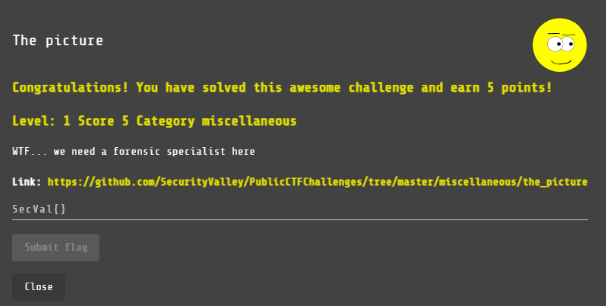 The picture
Congratulations! You have solved this awesome challenge and earn 5 points!
Level: 1 Score 5 Category miscellaneous
WTF... we need a forensic specialist here
Link: https://github.com/SecurityValley/PublicCTFChallenges/tree/master/miscellaneous/the_picture
SecVal[]
Submit flag
Close